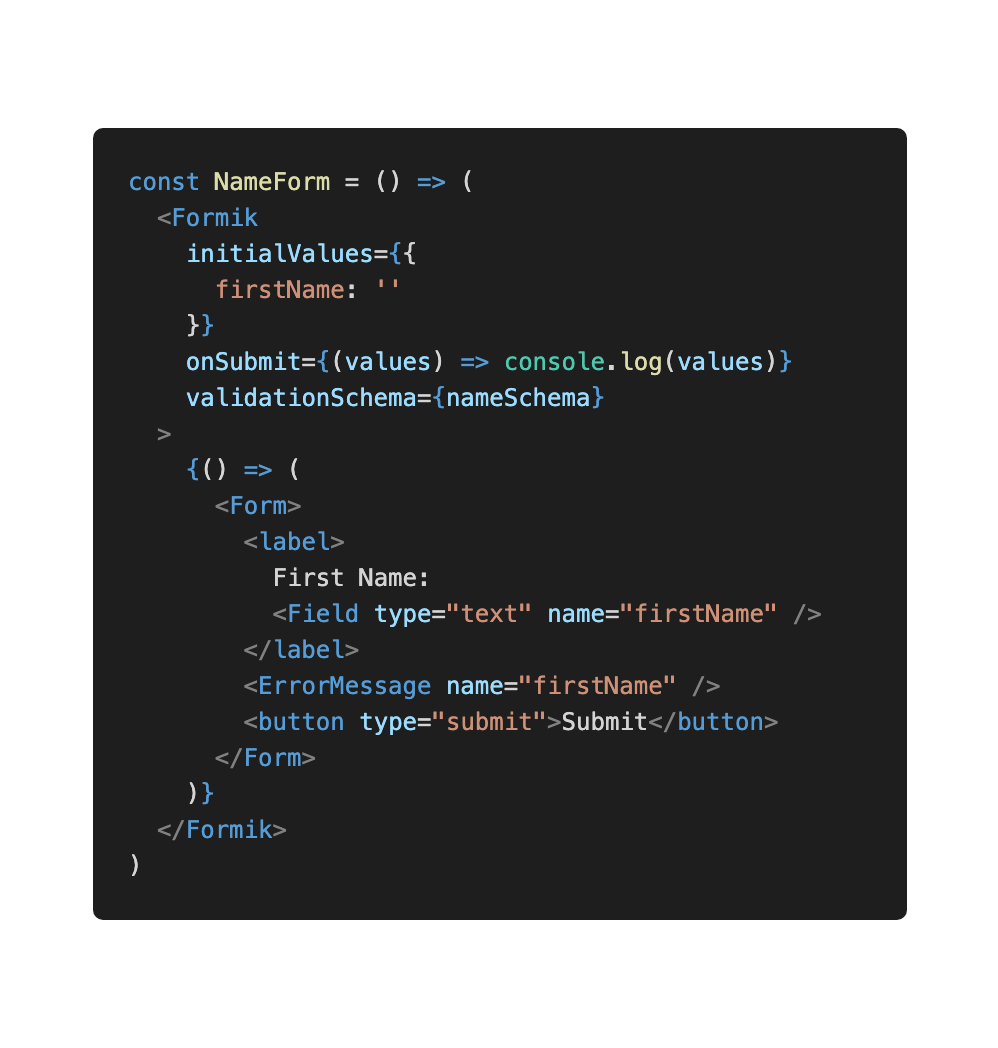 const NameForm = () => (
  <Formik
    initialValues={{
      firstName: ''
    }}
    onSubmit={(values) => console.log(values)}
    validationSchema={nameSchema}
  >
    {() => (
      <Form>
        <label>
          First Name:
          <Field type="text" name="firstName" />
        </label>
        <ErrorMessage name="firstName" />
        <button type="submit">Submit</button>
      </Form>
    )}
  </Formik>
)